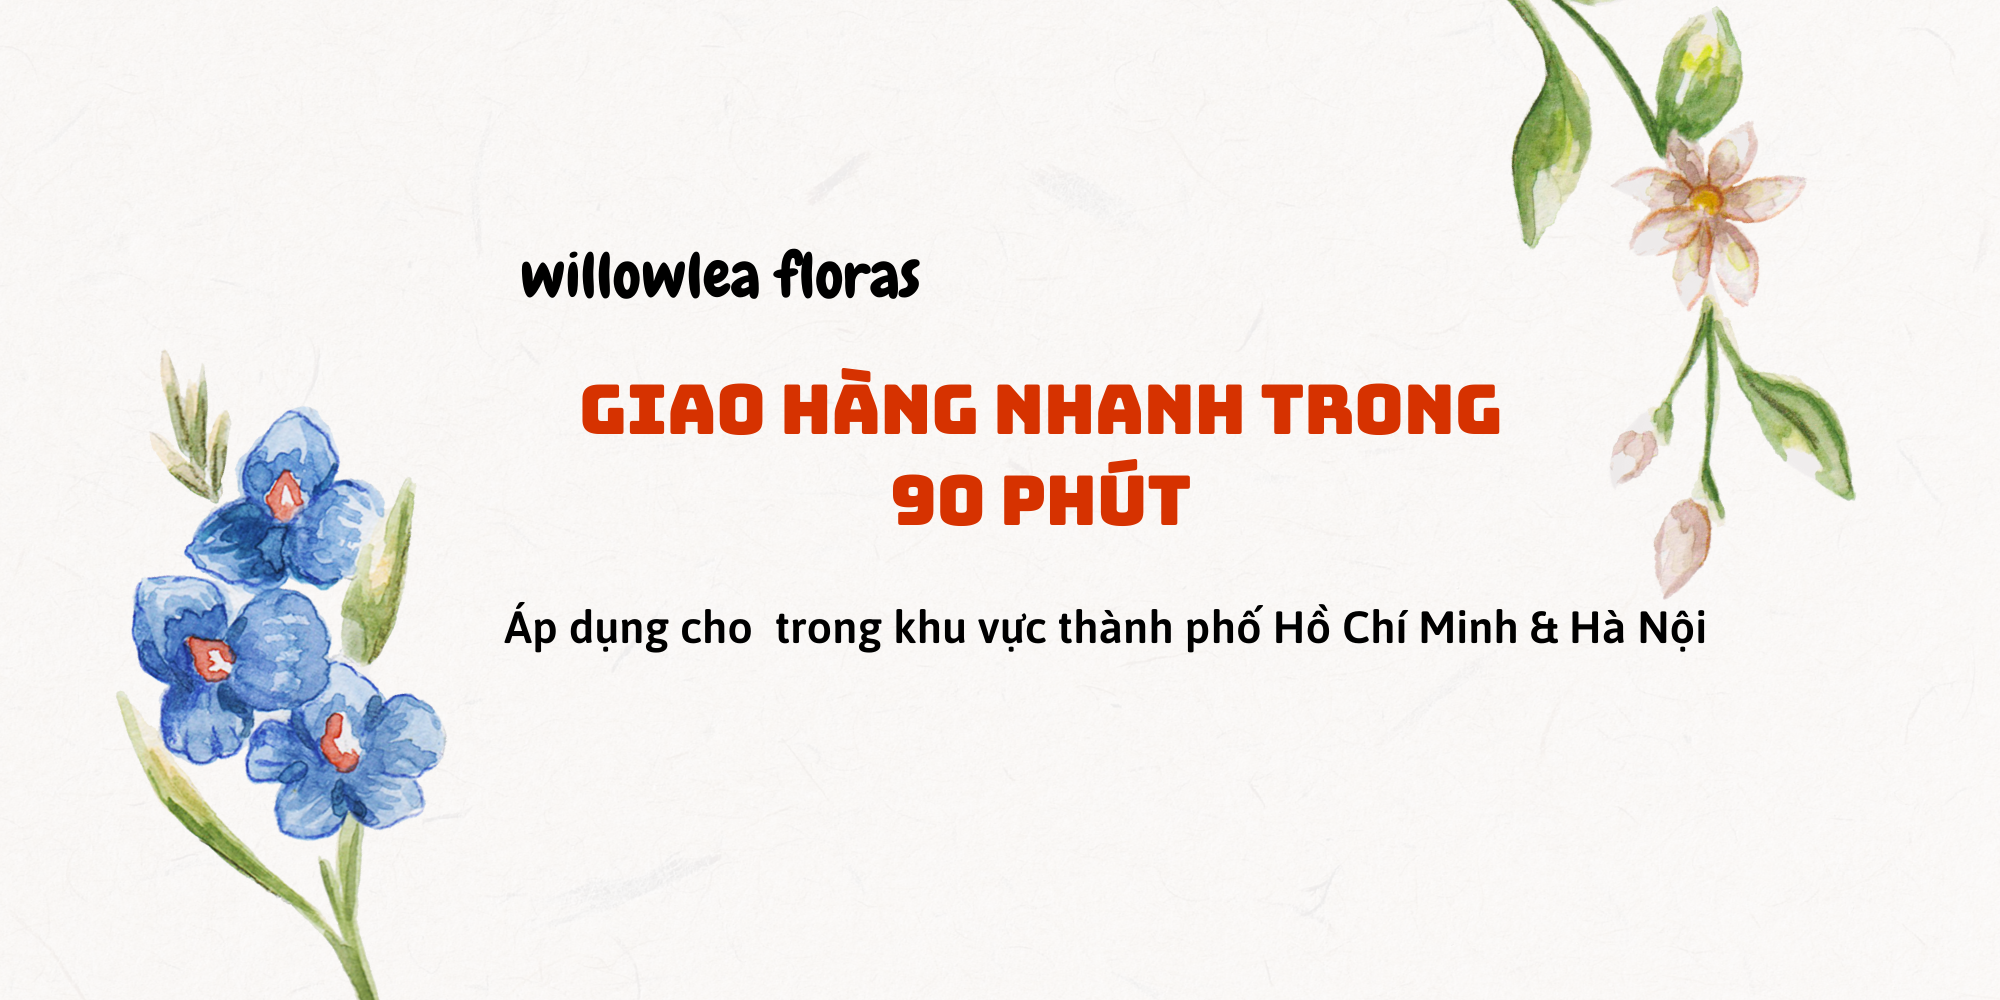 willowlea floras
GIAO HÀNG NHANH TRONG
90 PHÚT
Áp dụng cho  trong khu vực thành phố Hồ Chí Minh & Hà Nội